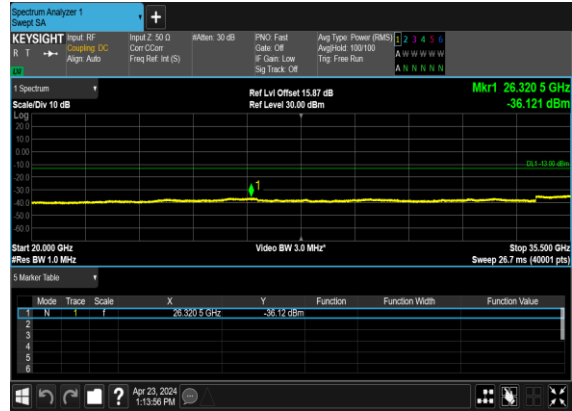 Spectrum Analyzer 1
Swept SA
+
KEYSIGHT Input: RF Input Z: 50 Ω #Atten: 30 dB PNO: Fast Avg Type: Power (RMS) 1 2 3 4 5 6
R T Coupling: DC Corr CCorr Gate: Off Avg|Hold: 100/100 A W W W W W
Align: Auto Freq Ref: Int (S) IF Gain: Low Trig: Free Run
Sig Track: Off A N N N N N
1 Spectrum Ref Lvl Offset 15.87 dB Mkr1 26.320 5 GHz
Scale/Div 10 dB Ref Level 30.00 dBm -36.121 dBm
Log
20.0
10.0
0.00
-10.0 DL1 -13.00 dBm
-20.0
-30.0 1
-40.0
-50.0
-60.0
Start 20.000 GHz Video BW 3.0 MHz* Stop 35.500 GHz
#Res BW 1.0 MHz Sweep 26.7 ms (40001 pts)
5 Marker Table
Mode Trace Scale X Y Function Function Width Function Value
1 N 1 f 26.320 5 GHz -36.12 dBm
2
3
4
5
6
? Apr 23, 2024
1:13:56 PM